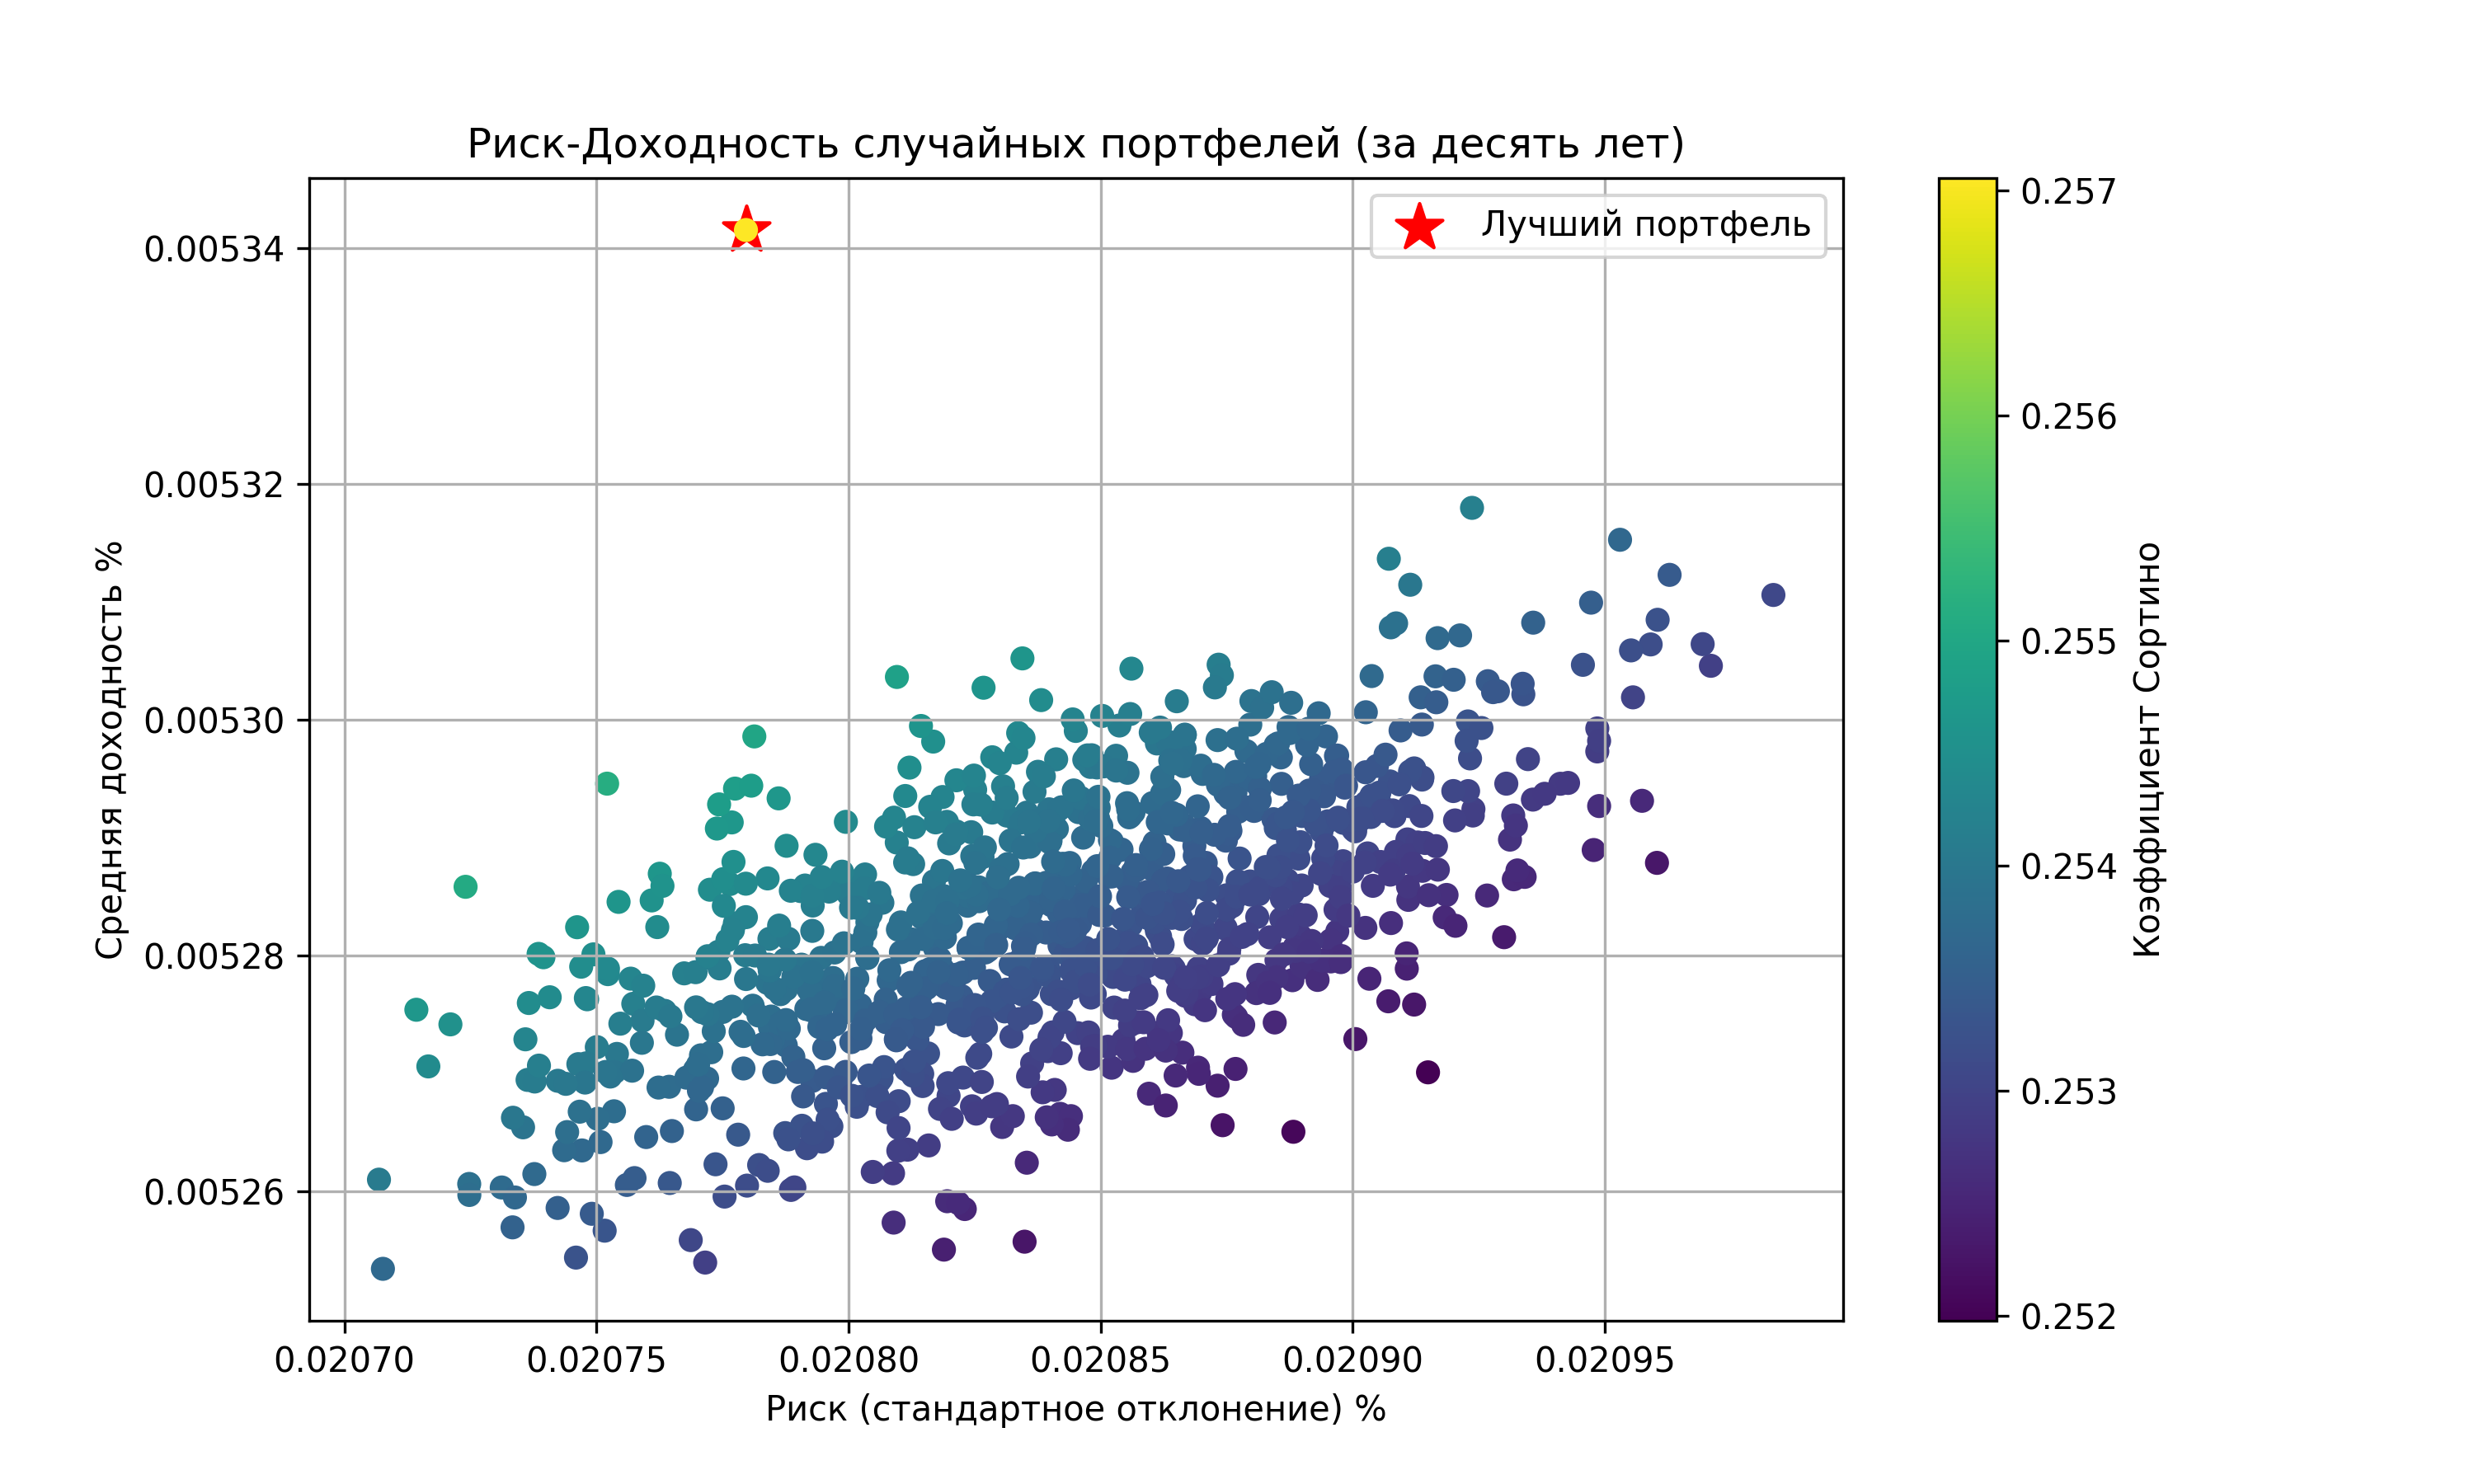 Риск-Доходность случайных портфелей (за десять лет)
Лучший портфель
Средняя доходность %
0.00534
0.00532
0.00530
0.00528
0.00526
0.02070 0.02075 0.02080 0.02085 0.02090 0.02095
Риск (стандартное отклонение) %
0.257
0.256
0.255
0.254
0.253
0.252
Коэффициент Сортино